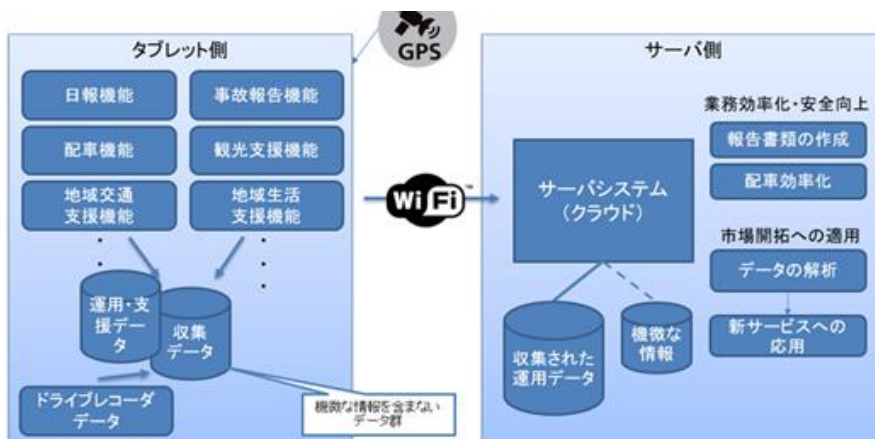 GPS
タブレット側
日報機能
事故報告機能
配車機能
観光支援機能
地域交通
支援機能
地域生活
支援機能
運用・支
援データ
収集
データ
ドライブレコーダ
データ
機微な情報を含まない
データ群
WiFi™
サーバ側
サーバシステム
(クラウド)
収集された
運用データ
機微な
情報
業務効率化・安全向上
報告書類の作成
配車効率化
市場開拓への適用
データの解析
新サービスへの
応用